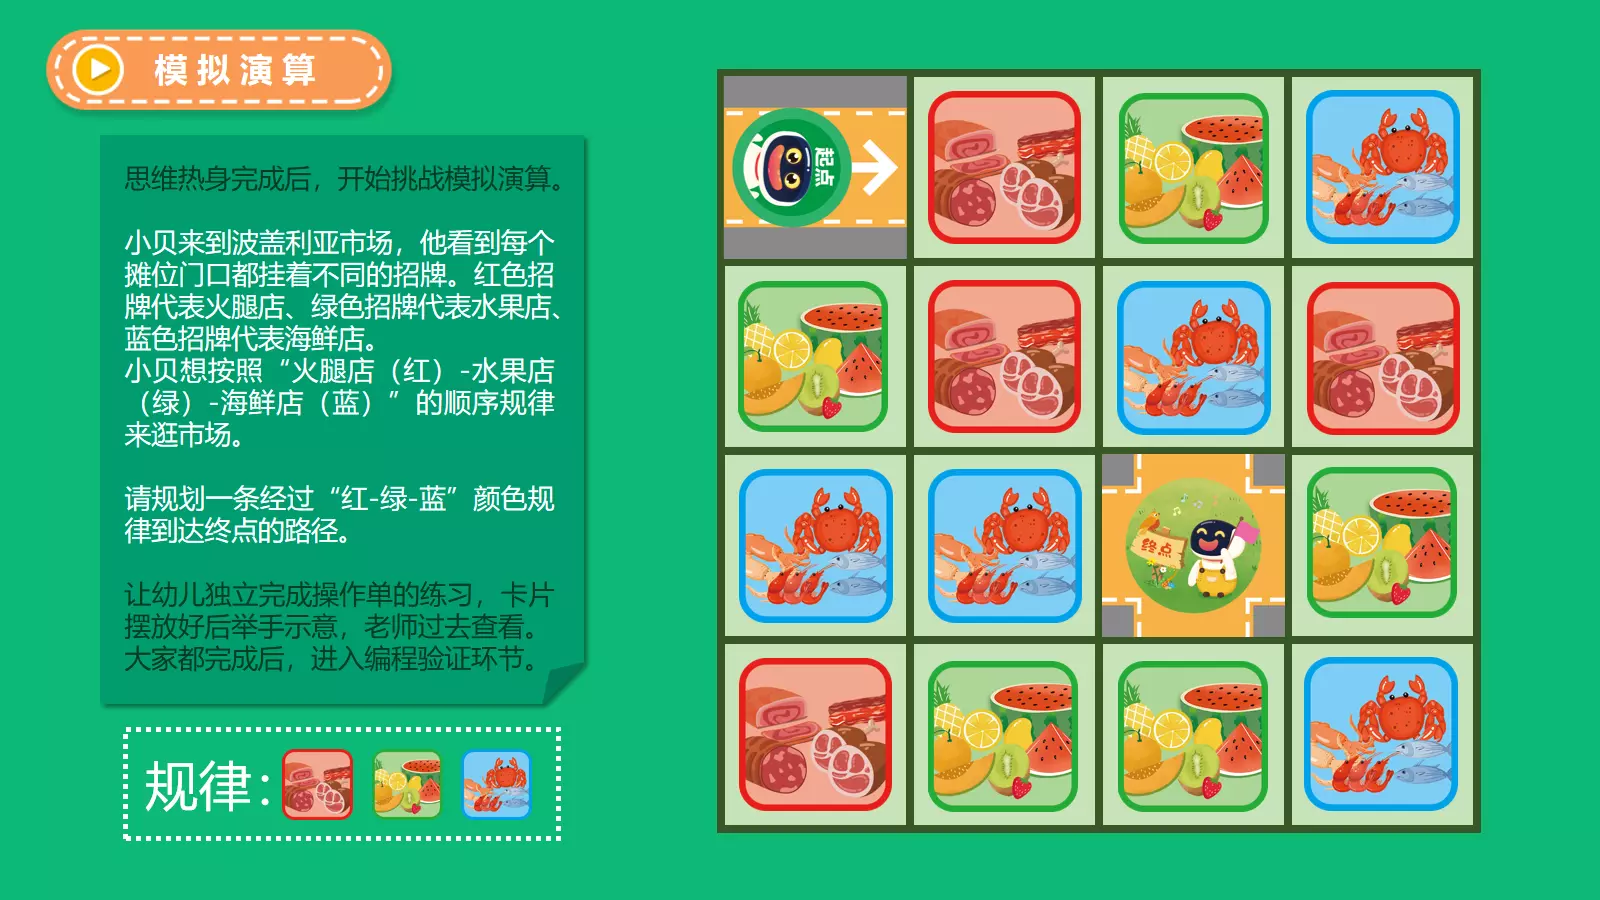 模拟演算
思维热身完成后，开始挑战模拟演算。
小贝来到波盖利亚市场，他看到每个
摊位门口都挂着不同的招牌。红色招
牌代表火腿店、绿色招牌代表水果店、
蓝色招牌代表海鲜店。
小贝想按照“火腿店（红）-水果店
（绿）-海鲜店（蓝）”的顺序规律
来逛市场。
请规划一条经过“红-绿-蓝”颜色规
律到达终点的路径。
让幼儿独立完成操作单的练习，卡片
摆放好后举手示意，老师过去查看。
大家都完成后，进入编程验证环节。
规律：
起点
终点